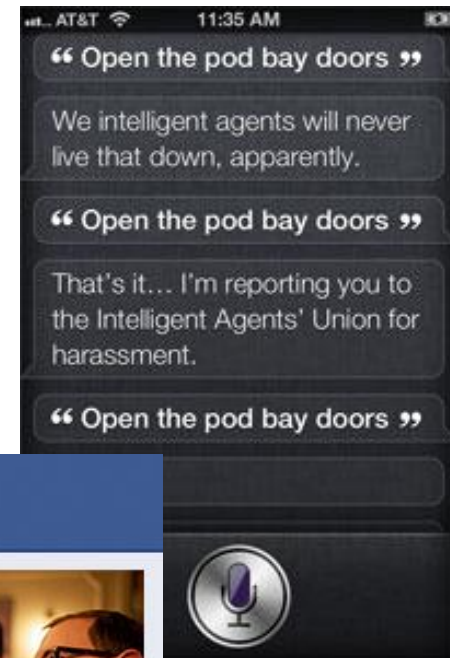 AT&T 11:35 AM
“ Open the pod bay doors ”
We intelligent agents will never
live that down, apparently.
“ Open the pod bay doors ”
That's it... I'm reporting you to
the Intelligent Agents' Union for
harassment.
“ Open the pod bay doors ”